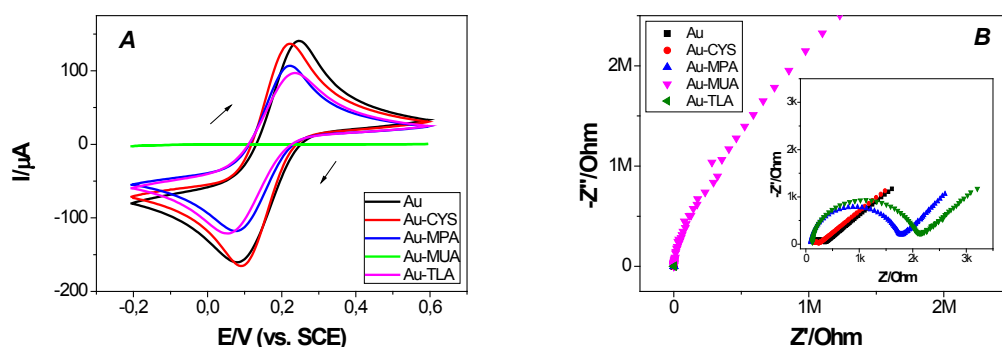 A
100
0
-100
-200
I/μA
-0,2 0,0 0,2 0,4 0,6
E/V (vs. SCE)
Au
Au-CYS
Au-MPA
Au-MUA
Au-TLA
B
2M
1M
0
-Z''/Ohm
0 1M 2M
Z'/Ohm
Au
Au-CYS
Au-MPA
Au-MUA
Au-TLA
3k
2k
1k
0
-Z''/Ohm
0 1k 2k 3k
Z'/Ohm